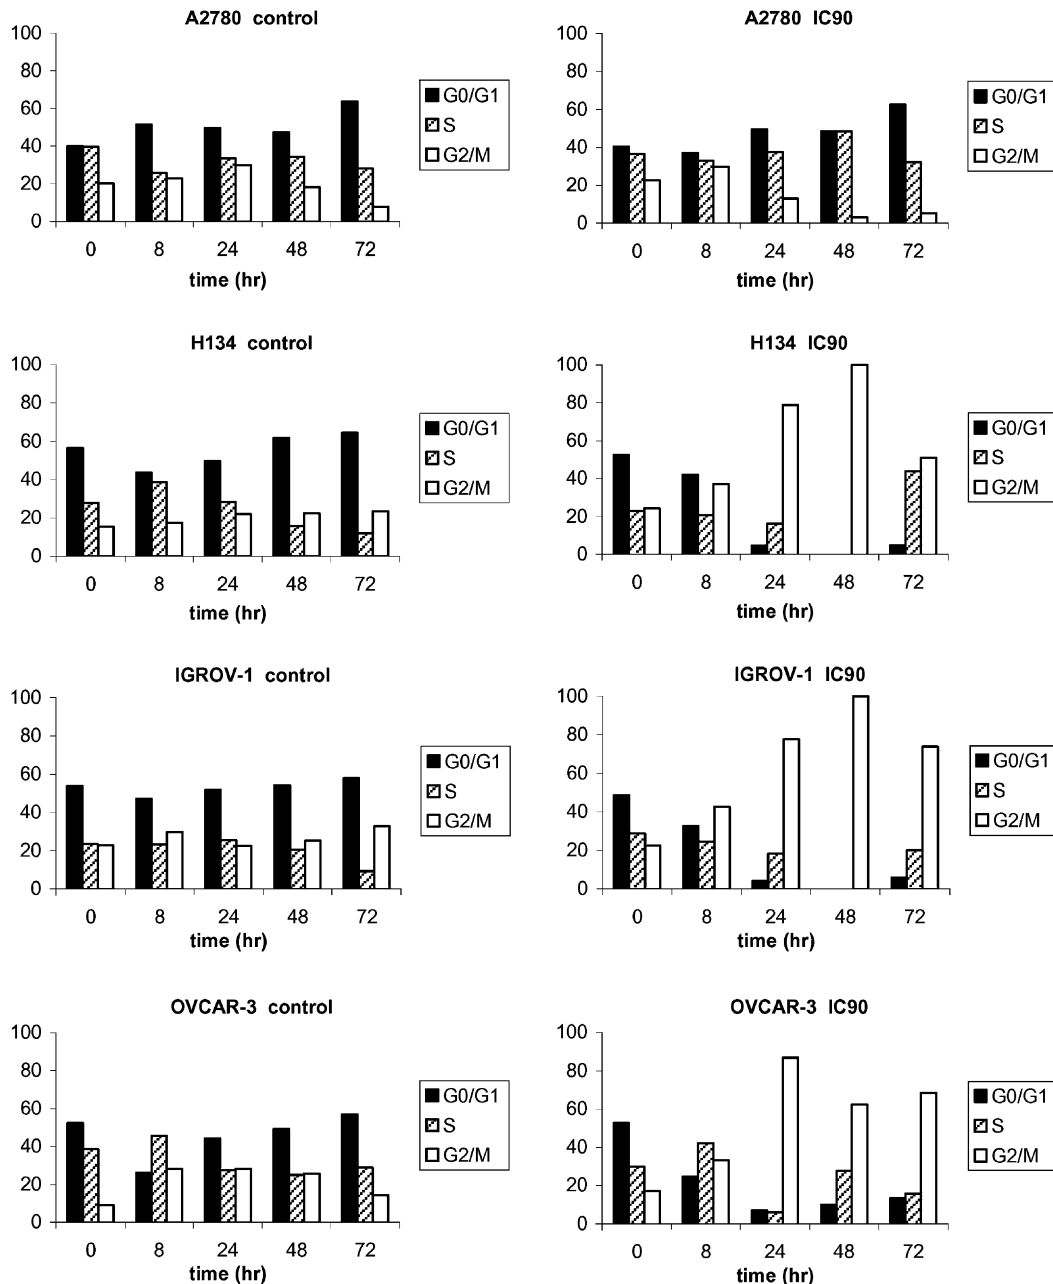 A2780 control
100
80
60
40
20
0
0 8 24 48 72
time (hr)
G0/G1
S
G2/M
A2780 IC90
100
80
60
40
20
0
0 8 24 48 72
time (hr)
G0/G1
S
G2/M
H134 control
100
80
60
40
20
0
0 8 24 48 72
time (hr)
G0/G1
S
G2/M
H134 IC90
100
80
60
40
20
0
0 8 24 48 72
time (hr)
G0/G1
S
G2/M
IGROV-1 control
100
80
60
40
20
0
0 8 24 48 72
time (hr)
G0/G1
S
G2/M
IGROV-1 IC90
100
80
60
40
20
0
0 8 24 48 72
time (hr)
G0/G1
S
G2/M
OVCAR-3 control
100
80
60
40
20
0
0 8 24 48 72
time (hr)
G0/G1
S
G2/M
OVCAR-3 IC90
100
80
60
40
20
0
0 8 24 48 72
time (hr)
G0/G1
S
G2/M